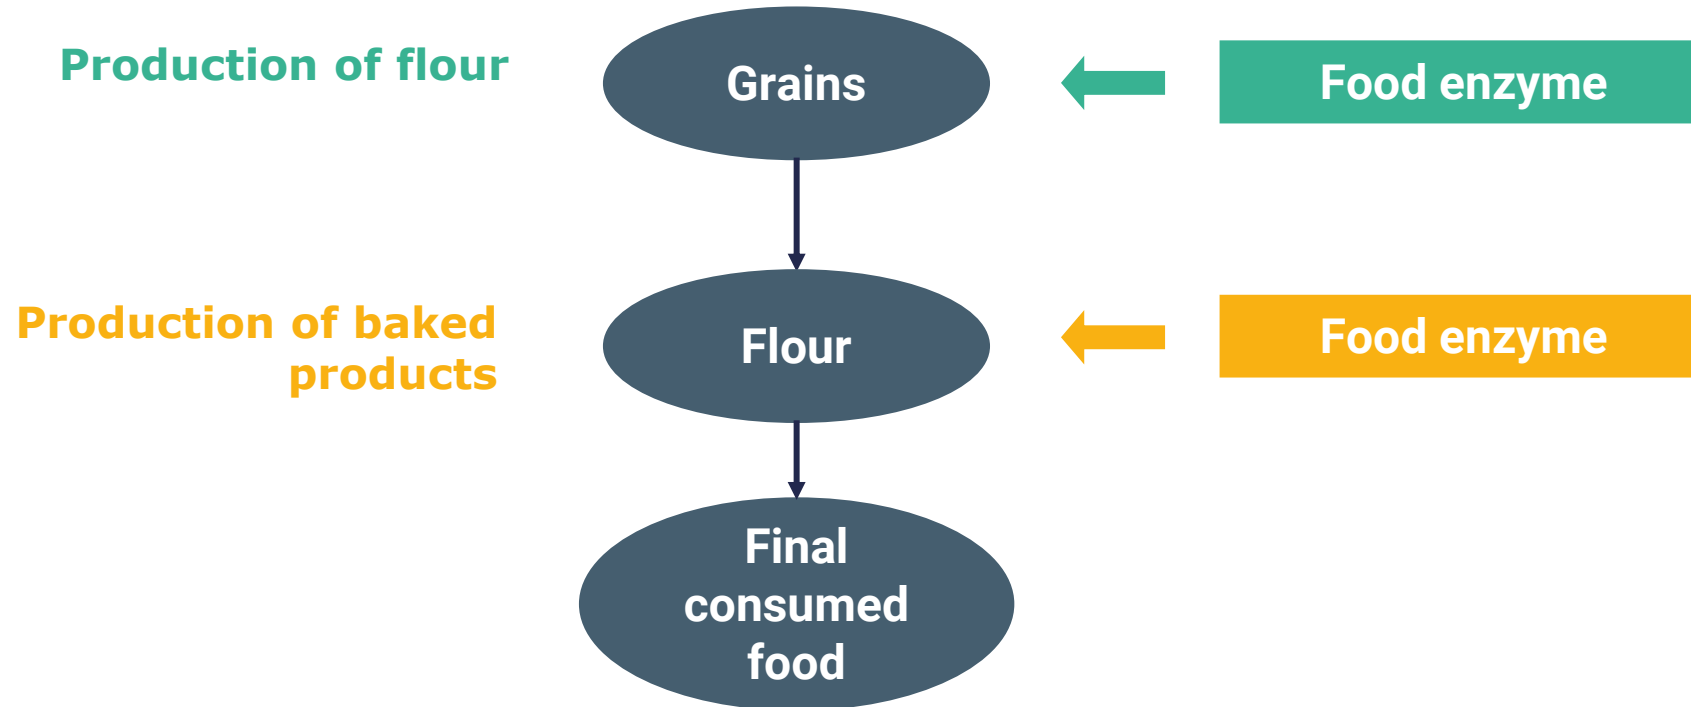 Production of flour
Grains
Food enzyme
Production of baked
products
Flour
Food enzyme
Final
consumed
food